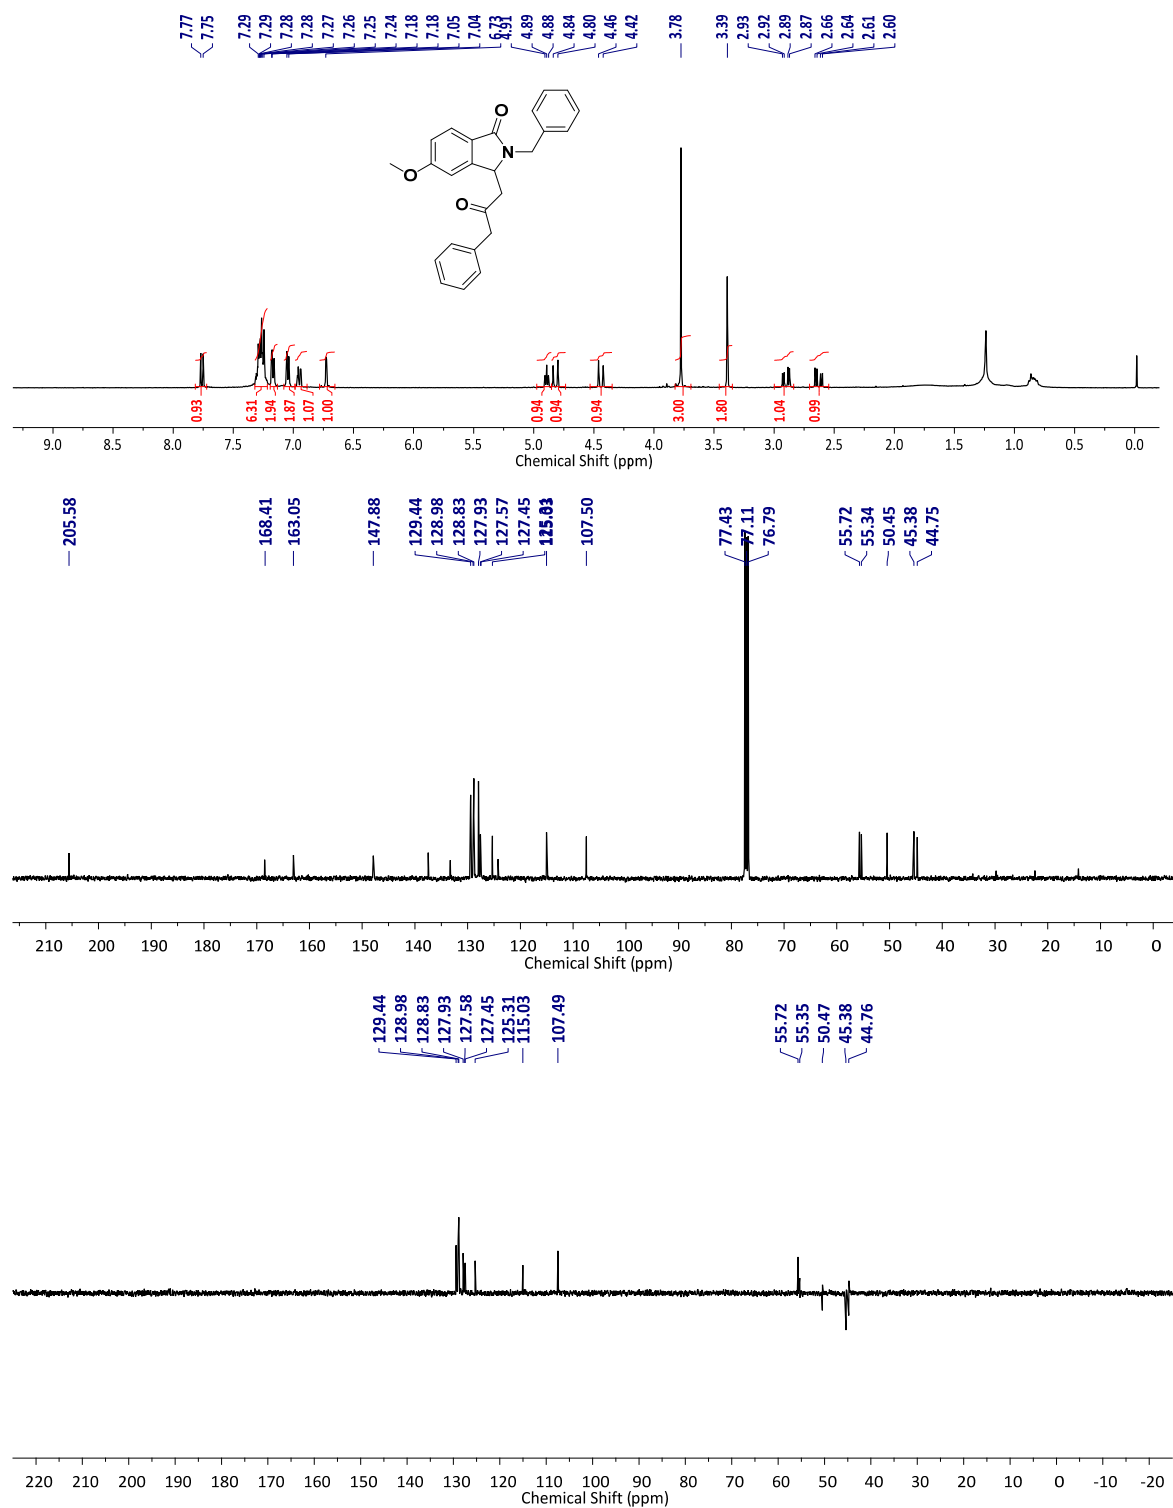 7.77 7.75 7.29 7.29 7.28 7.28 7.27 7.26 7.25 7.24 7.18 7.18 7.05 7.04 6.73 4.91 4.89 4.88 4.84 4.80 4.46 4.42 3.78 3.39 2.93 2.92 2.89 2.87 2.66 2.64 2.61 2.60
O
N
O
O
0.93 6.31 1.94 1.87 1.07 1.00 0.94 0.94 0.94 3.00 1.80 1.04 0.99
9.0 8.5 8.0 7.5 7.0 6.5 6.0 5.5 5.0 4.5 4.0 3.5 3.0 2.5 2.0 1.5 1.0 0.5 0.0
Chemical Shift (ppm)
205.58 168.41 163.05 147.88 129.44 128.98 128.83 127.93 127.57 127.45 115.03 107.50 77.43 77.11 76.79 55.72 55.34 50.45 45.38 44.75
210 200 190 180 170 160 150 140 130 120 110 100 90 80 70 60 50 40 30 20 10 0
Chemical Shift (ppm)
129.44 128.98 128.83 127.93 127.58 127.45 125.31 115.03 107.49 55.72 55.35 50.47 45.38 44.76
220 210 200 190 180 170 160 150 140 130 120 110 100 90 80 70 60 50 40 30 20 10 0 -10 -20
Chemical Shift (ppm)